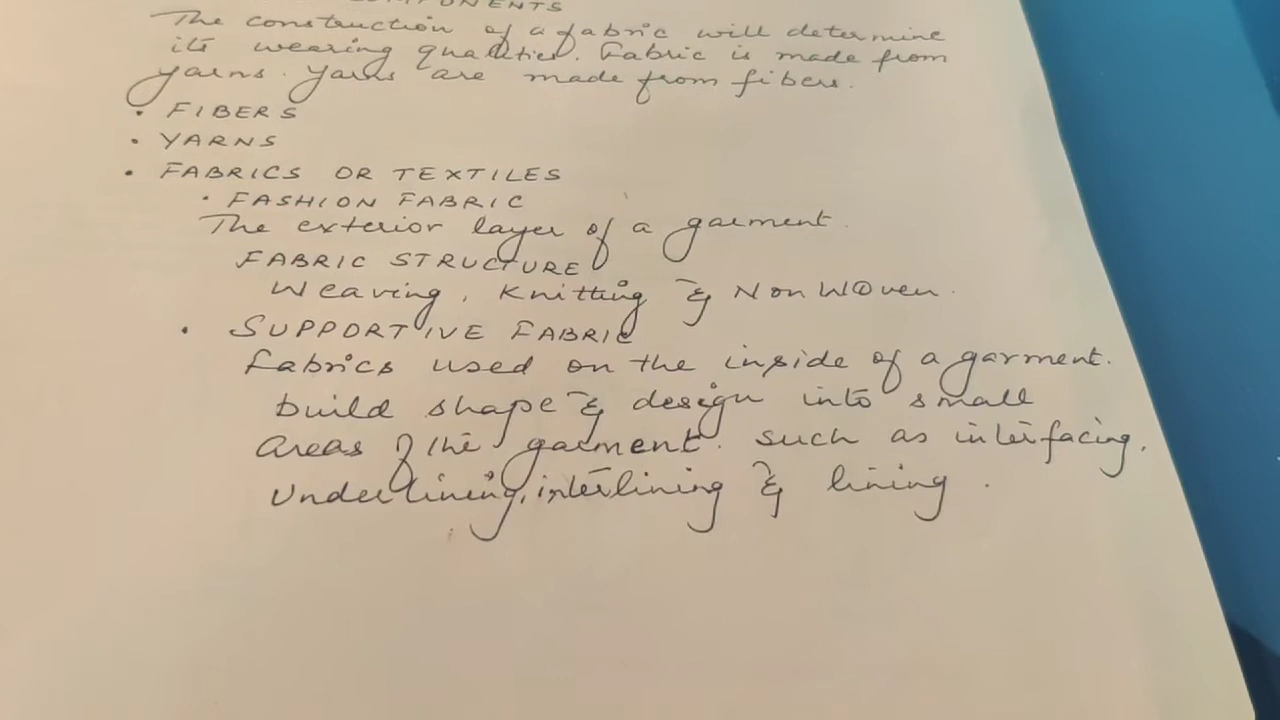 The construction of a fabric will determine
its wearing qualities. Fabric is made from
yarns. Yarns are made from fibers.
• FIBERS
• YARNS
• FABRICS OR TEXTILES
• FASHION FABRIC
The exterior layer of a garment.
FABRIC STRUCTURE
Weaving, Knitting & Non Woven.
• SUPPORTIVE FABRIC
Fabrics used on the inside of a garment.
build shape & design into small
areas of the garment. such as interfacing,
Underlining, interlining & lining.